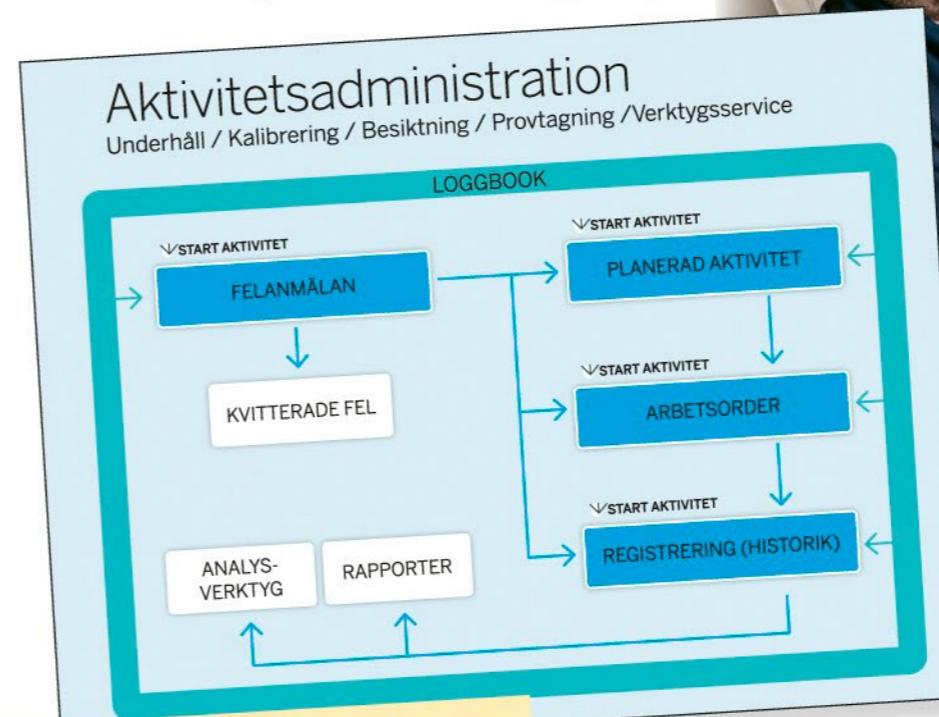 Aktivitetsadministration
Underhåll / Kalibrering / Besiktning / Provtagning /Verktygsservice
LOGGBOOK
START AKTIVITET
FELANMÄLAN
KVITTERADE FEL
START AKTIVITET
PLANERAD AKTIVITET
START AKTIVITET
ARBETSORDER
START AKTIVITET
REGISTRERING (HISTORIK)
ANALYS-
VERKTYG
RAPPORTER